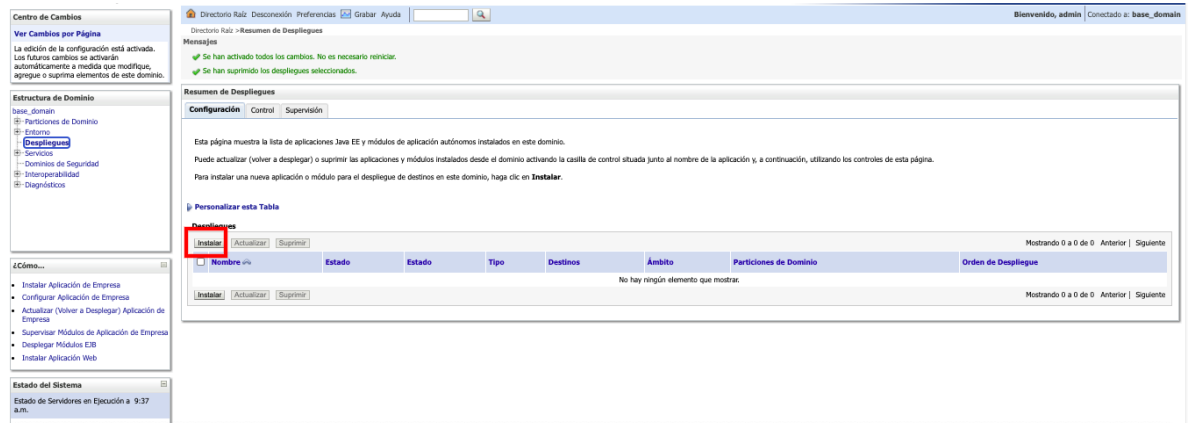 Centro de Cambios
Ver Cambios por Página
La edición de la configuración está activada.
Los futuros cambios se activarán
automáticamente a medida que modifique,
agregue o suprima elementos de este dominio.
Estructura de Dominio
base_domain
Particiones de Dominio
Entorno
Despliegues
Servicios
Dominios de Seguridad
Interoperabilidad
Diagnósticos
¿Cómo...
Instalar Aplicación de Empresa
Configurar Aplicación de Empresa
Actualizar (Volver a Desplegar) Aplicación de
Empresa
Supervisar Módulos de Aplicación de Empresa
Desplegar Módulos EJB
Instalar Aplicación Web
Estado del Sistema
Estado de Servidores en Ejecución a 9:37
a.m.
Directorio Raíz Desconexión Preferencias Grabar Ayuda
Bienvenido, admin Conectado a: base_domain
Directorio Raíz >Resumen de Despliegues
Mensajes
Se han activado todos los cambios. No es necesario reiniciar.
Se han suprimido los despliegues seleccionados.
Resumen de Despliegues
Configuración Control Supervisión
Esta página muestra la lista de aplicaciones Java EE y módulos de aplicación autónomos instalados en este dominio.
Puede actualizar (volver a desplegar) o suprimir las aplicaciones y módulos instalados desde el dominio activando la casilla de control situada junto al nombre de la aplicación y, a continuación, utilizando los controles de esta página.
Para instalar una nueva aplicación o módulo para el despliegue de destinos en este dominio, haga clic en Instalar.
Personalizar esta Tabla
Despliegues
Instalar Actualizar Suprimir Mostrando 0 a 0 de 0 Anterior | Siguiente
Nombre Estado Estado Tipo Destinos Ámbito Particiones de Dominio Orden de Despliegue
No hay ningún elemento que mostrar.
Instalar Actualizar Suprimir Mostrando 0 a 0 de 0 Anterior | Siguiente